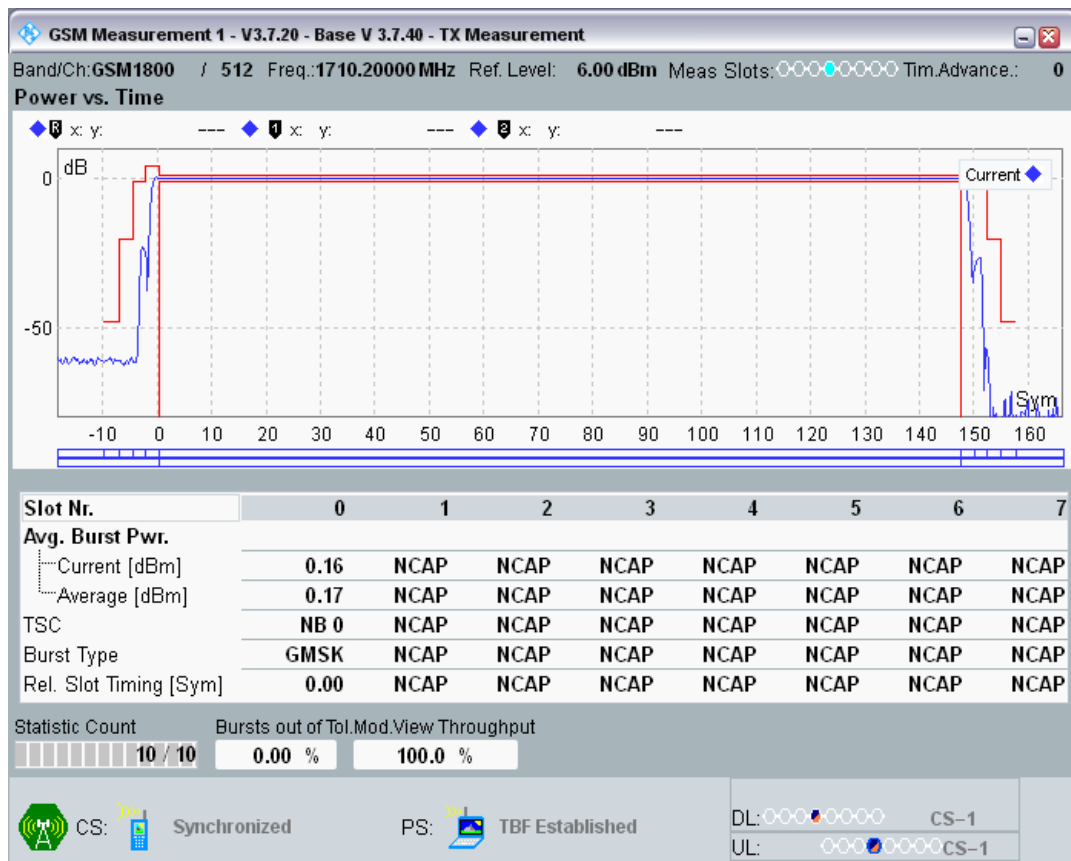 GSM Measurement 1 - V3.7.20 - Base V 3.7.40 - TX Measurement
Band/Ch:GSM1800 / 512 Freq.:1710.20000 MHz Ref. Level: 6.00 dBm Meas Slots: Tim.Advance.: 0
Power vs. Time
R x: y: --- 1 x: y: --- 2 x: y: ---
dB
0
Current
-50
Sym
-10 0 10 20 30 40 50 60 70 80 90 100 110 120 130 140 150 160
Slot Nr. 0 1 2 3 4 5 6 7
Avg. Burst Pwr.
Current [dBm] 0.16 NCAP NCAP NCAP NCAP NCAP NCAP NCAP
Average [dBm] 0.17 NCAP NCAP NCAP NCAP NCAP NCAP NCAP
TSC NB 0 NCAP NCAP NCAP NCAP NCAP NCAP NCAP
Burst Type GMSK NCAP NCAP NCAP NCAP NCAP NCAP NCAP
Rel. Slot Timing [Sym] 0.00 NCAP NCAP NCAP NCAP NCAP NCAP NCAP
Statistic Count Bursts out of Tol.Mod.View Throughput
10 / 10 0.00 % 100.0 %
CS: Synchronized PS: TBF Established
DL: CS-1
UL: CS-1